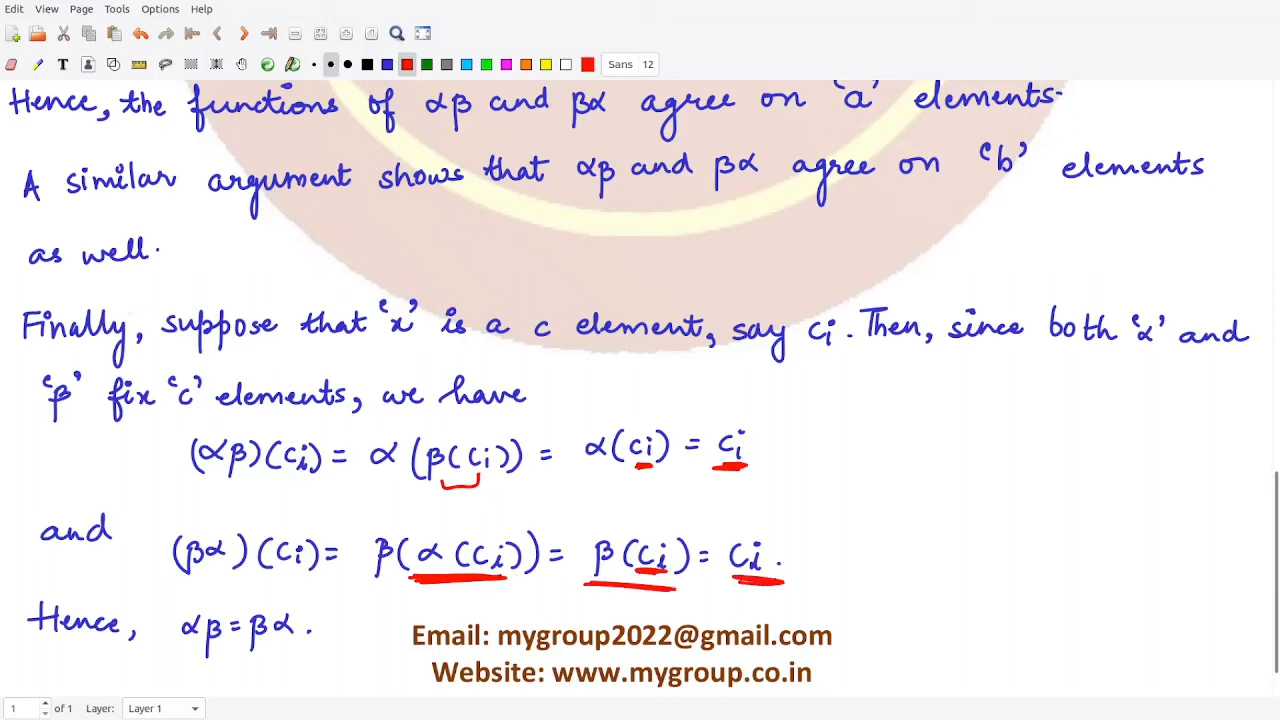 Edit View Page Tools Options Help
T Sans 12
Hence, the functions of αβ and βα agree on 'a' elements.
A similar argument shows that αβ and βα agree on 'b' elements
as well.
Finally, suppose that 'x' is a c element, say ci. Then, since both 'α' and
'β' fix 'c' elements, we have
(αβ)(ci) = α(β(ci)) = α(ci) = ci
and
(βα)(ci) = β(α(ci)) = β(ci) = ci.
Hence, αβ = βα.
Email: mygroup2022@gmail.com
Website: www.mygroup.co.in
1 of 1 Layer: Layer 1